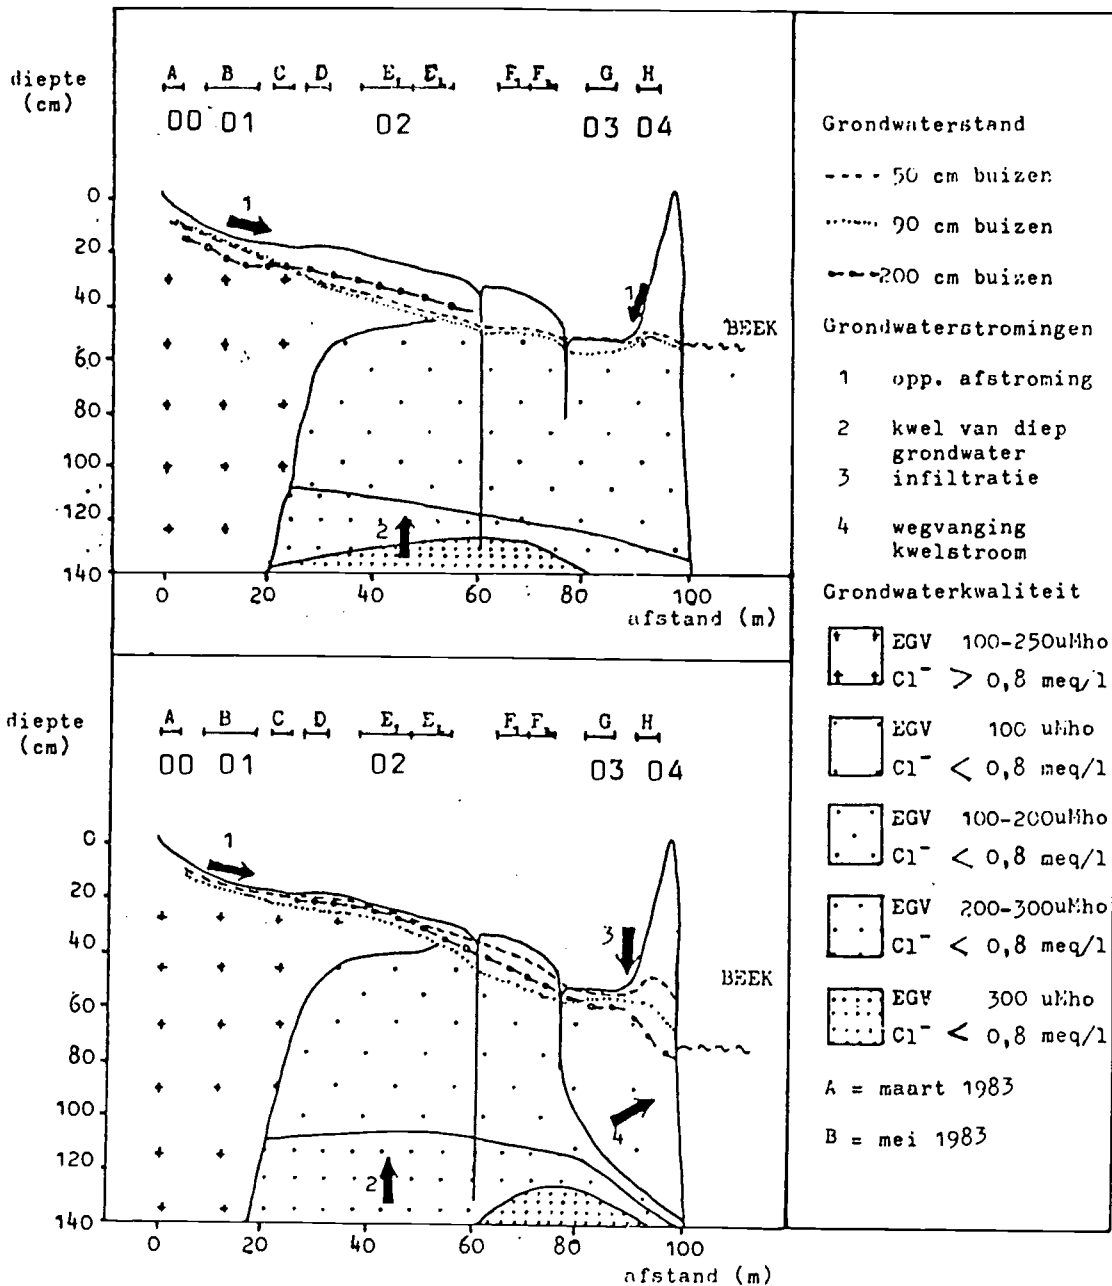 diepte
(cm)
A B C D E₁ E₂ F₁ F₂ G H
00 01 02 03 04
0
20
40
60
80
100
120
140
1
1
2
BEEK
0 20 40 60 80 100
afstand (m)
diepte
(cm)
A B C D E₁ E₂ F₁ F₂ G H
00 01 02 03 04
0
20
40
60
80
100
120
140
1
3
2
4
BEEK
0 20 40 60 80 100
afstand (m)
Grondwaterstand
50 cm buizen
90 cm buizen
200 cm buizen
Grondwaterstromingen
1 opp. afstroming
2 kwel van diep
grondwater
3 infiltratie
4 wegvanging
kwelstroom
Grondwaterkwaliteit
EGV 100-250uMho
Cl⁻ > 0,8 meq/l
EGV 100 uMho
Cl⁻ < 0,8 meq/l
EGV 100-200uMho
Cl⁻ < 0,8 meq/l
EGV 200-300uMho
Cl⁻ < 0,8 meq/l
EGV 300 uMho
Cl⁻ < 0,8 meq/l
A = maart 1983
B = mei 1983